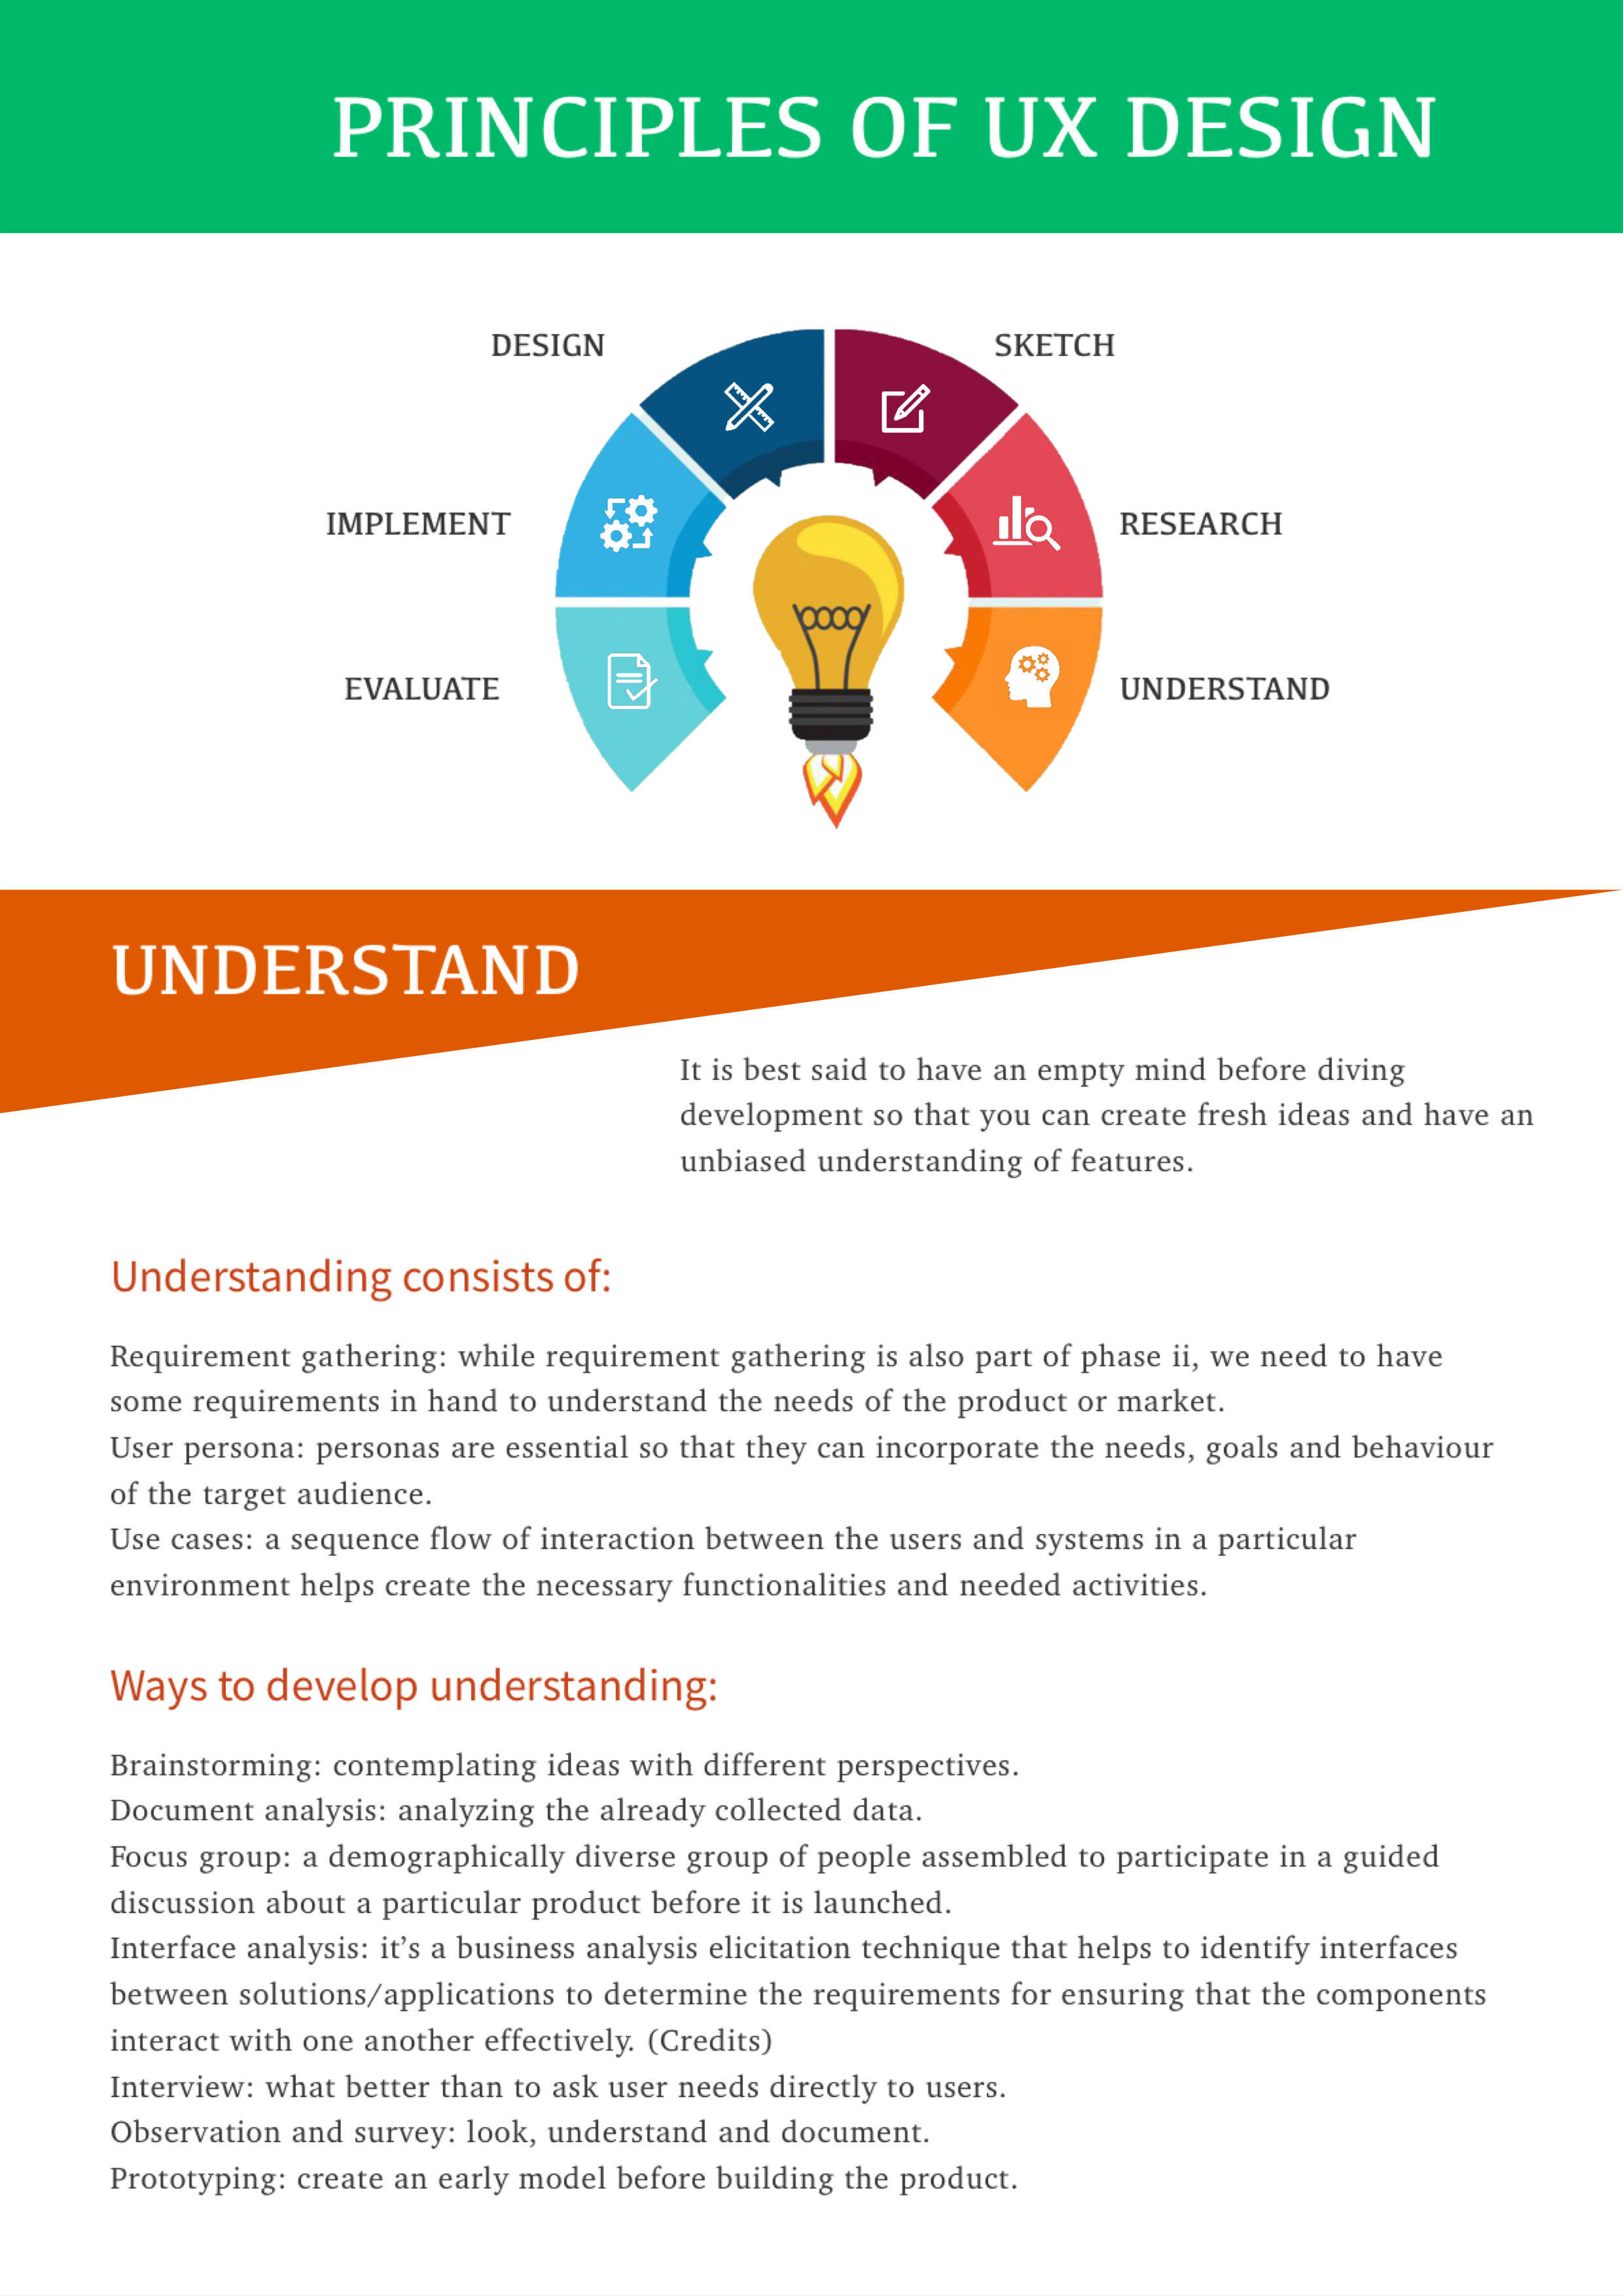 PRINCIPLES OF UX DESIGN
DESIGN
SKETCH
IMPLEMENT
RESEARCH
EVALUATE
UNDERSTAND
UNDERSTAND
It is best said to have an empty mind before diving
development so that you can create fresh ideas and have an
unbiased understanding of features.
Understanding consists of:
Requirement gathering: while requirement gathering is also part of phase ii, we need to have
some requirements in hand to understand the needs of the product or market.
User persona: personas are essential so that they can incorporate the needs, goals and behaviour
of the target audience.
Use cases: a sequence flow of interaction between the users and systems in a particular
environment helps create the necessary functionalities and needed activities.
Ways to develop understanding:
Brainstorming: contemplating ideas with different perspectives.
Document analysis: analyzing the already collected data.
Focus group: a demographically diverse group of people assembled to participate in a guided
discussion about a particular product before it is launched.
Interface analysis: it’s a business analysis elicitation technique that helps to identify interfaces
between solutions/applications to determine the requirements for ensuring that the components
interact with one another effectively. (Credits)
Interview: what better than to ask user needs directly to users.
Observation and survey: look, understand and document.
Prototyping: create an early model before building the product.